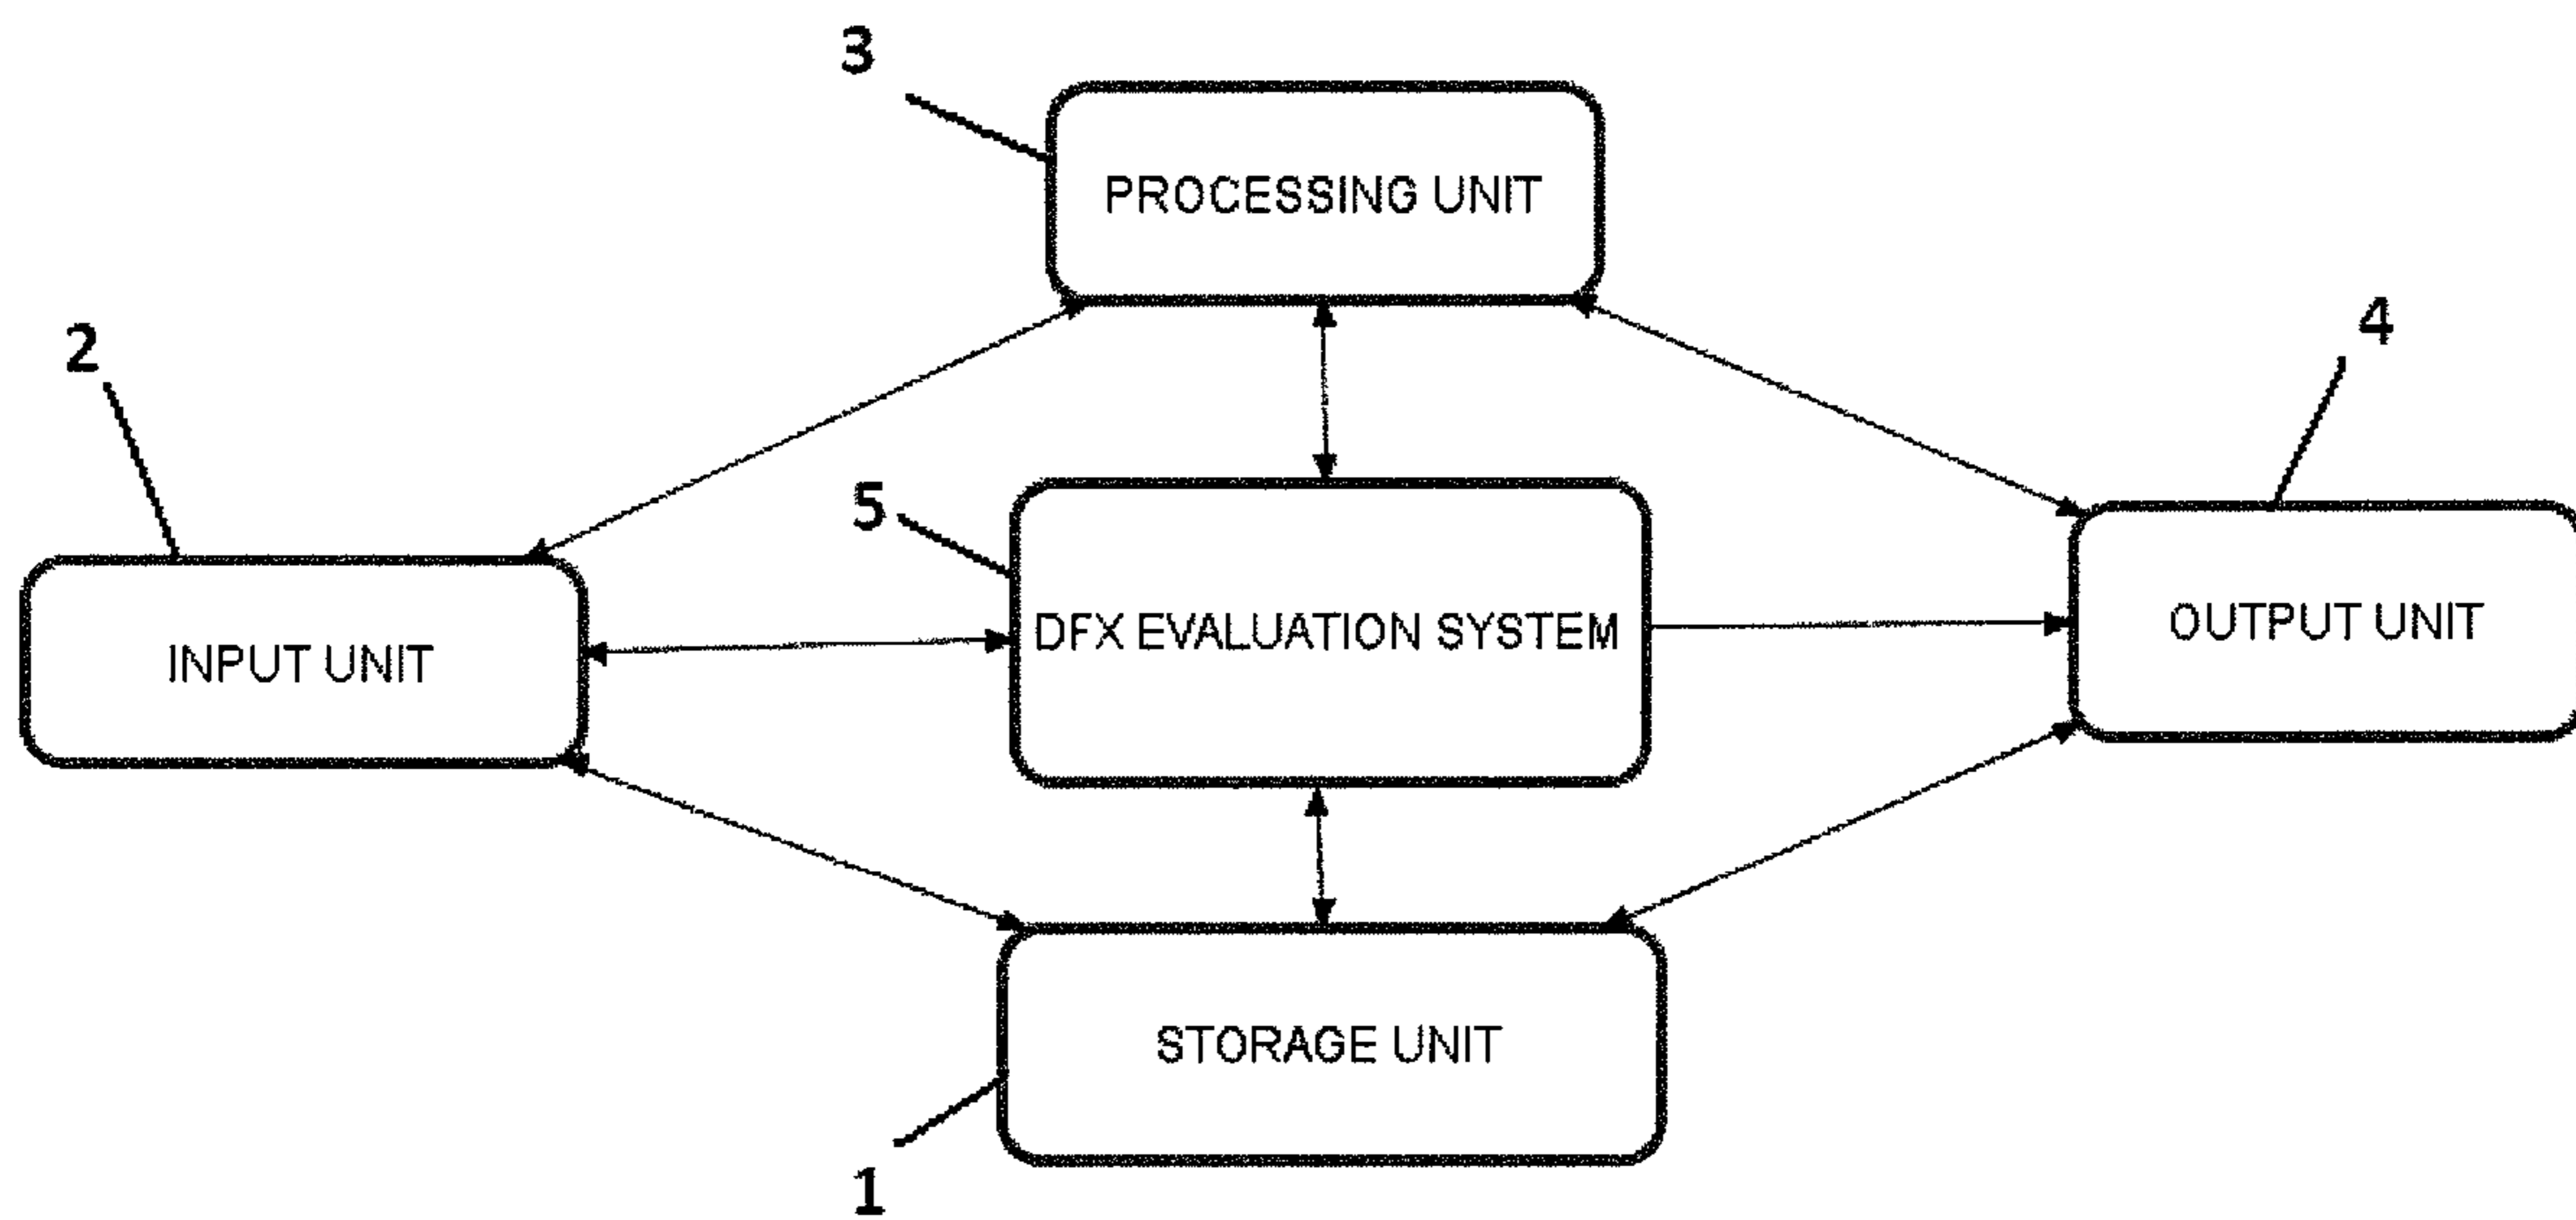 3
PROCESSING UNIT
2
4
5
INPUT UNIT
DFX EVALUATION SYSTEM
OUTPUT UNIT
STORAGE UNIT
1